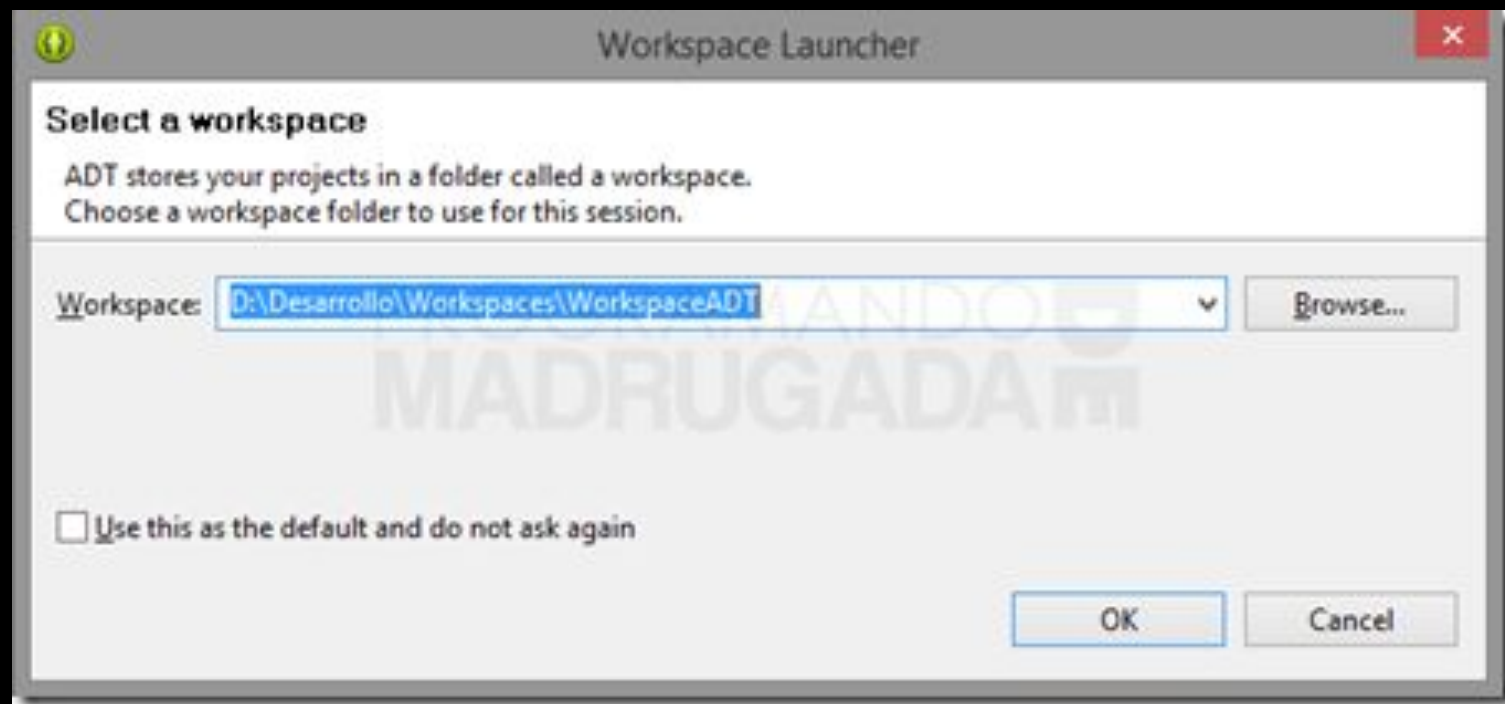 Workspace Launcher
Select a workspace
ADT stores your projects in a folder called a workspace.
Choose a workspace folder to use for this session.
Workspace: D:\Desarrollo\Workspaces\WorkspaceADT Browse...
PROGRAMANDO DE
MADRUGADA
Use this as the default and do not ask again
OK Cancel